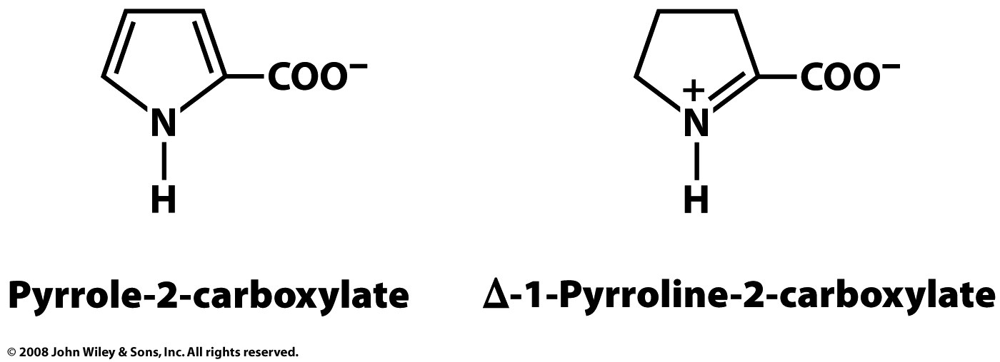 COO− COO−
N + N
H H
Pyrrole-2-carboxylate Δ-1-Pyrroline-2-carboxylate
© 2008 John Wiley & Sons, Inc. All rights reserved.